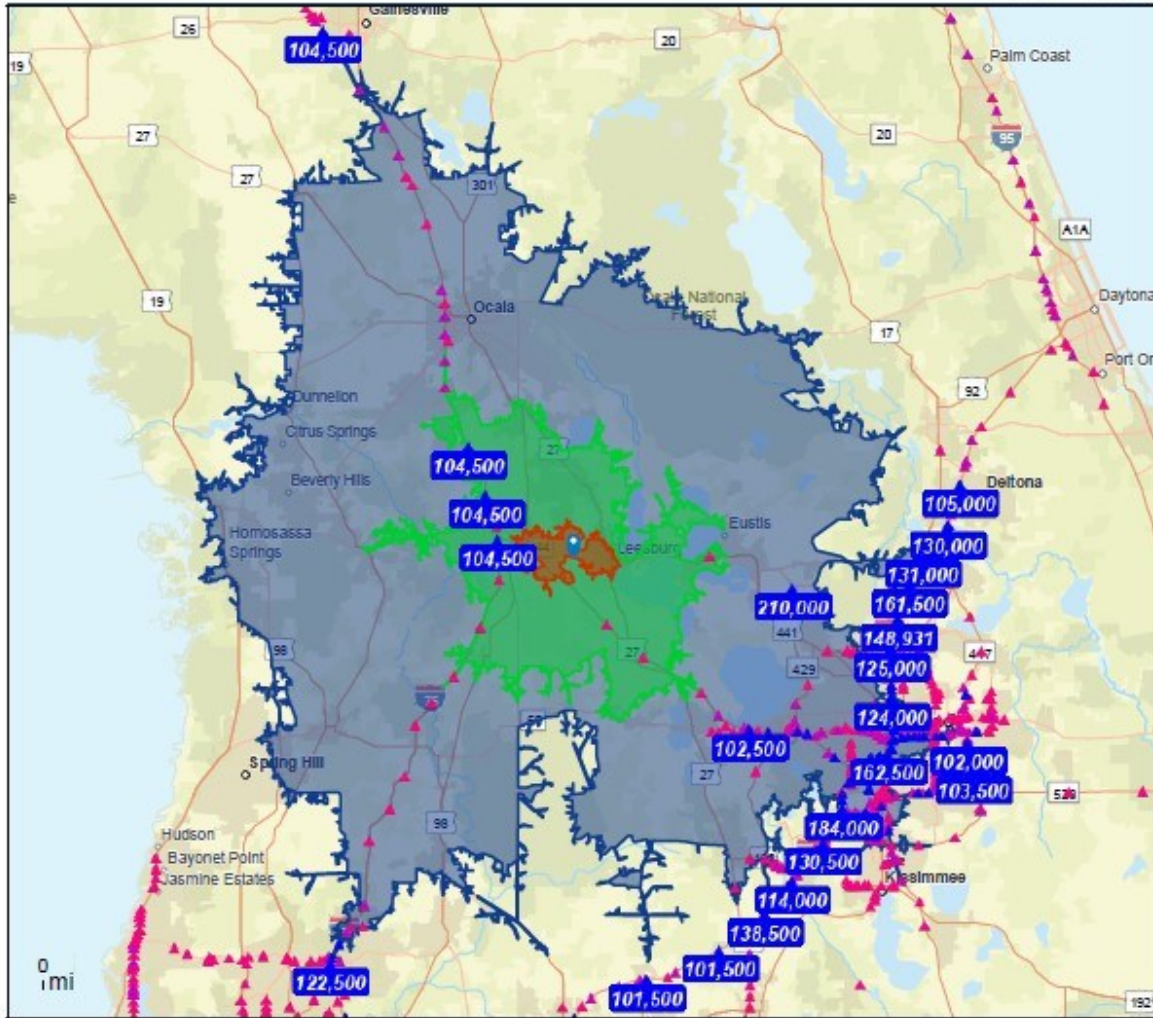 Gainesville
26
104,500
20
19
Palm Coast
27
20
95
27
301
A1A
19
Ocala National
Forest
Daytona
Ocala
17
Port Or
92
Dunnellon
Citrus Springs
27
104,500
Beverly Hills
Deltona
105,000
104,500
Eustis
Homosassa
Springs
130,000
104,500
Leesburg
131,000
210,000
161,500
441
148,931
27
98
429
125,000
124,000
102,500
162,500
102,000
Spring Hill
27
103,500
98
184,000
Hudson
Bayonet Point
130,500
Jasmine Estates
Kissimmee
114,000
138,500
0
mi
122,500
101,500
101,500
192